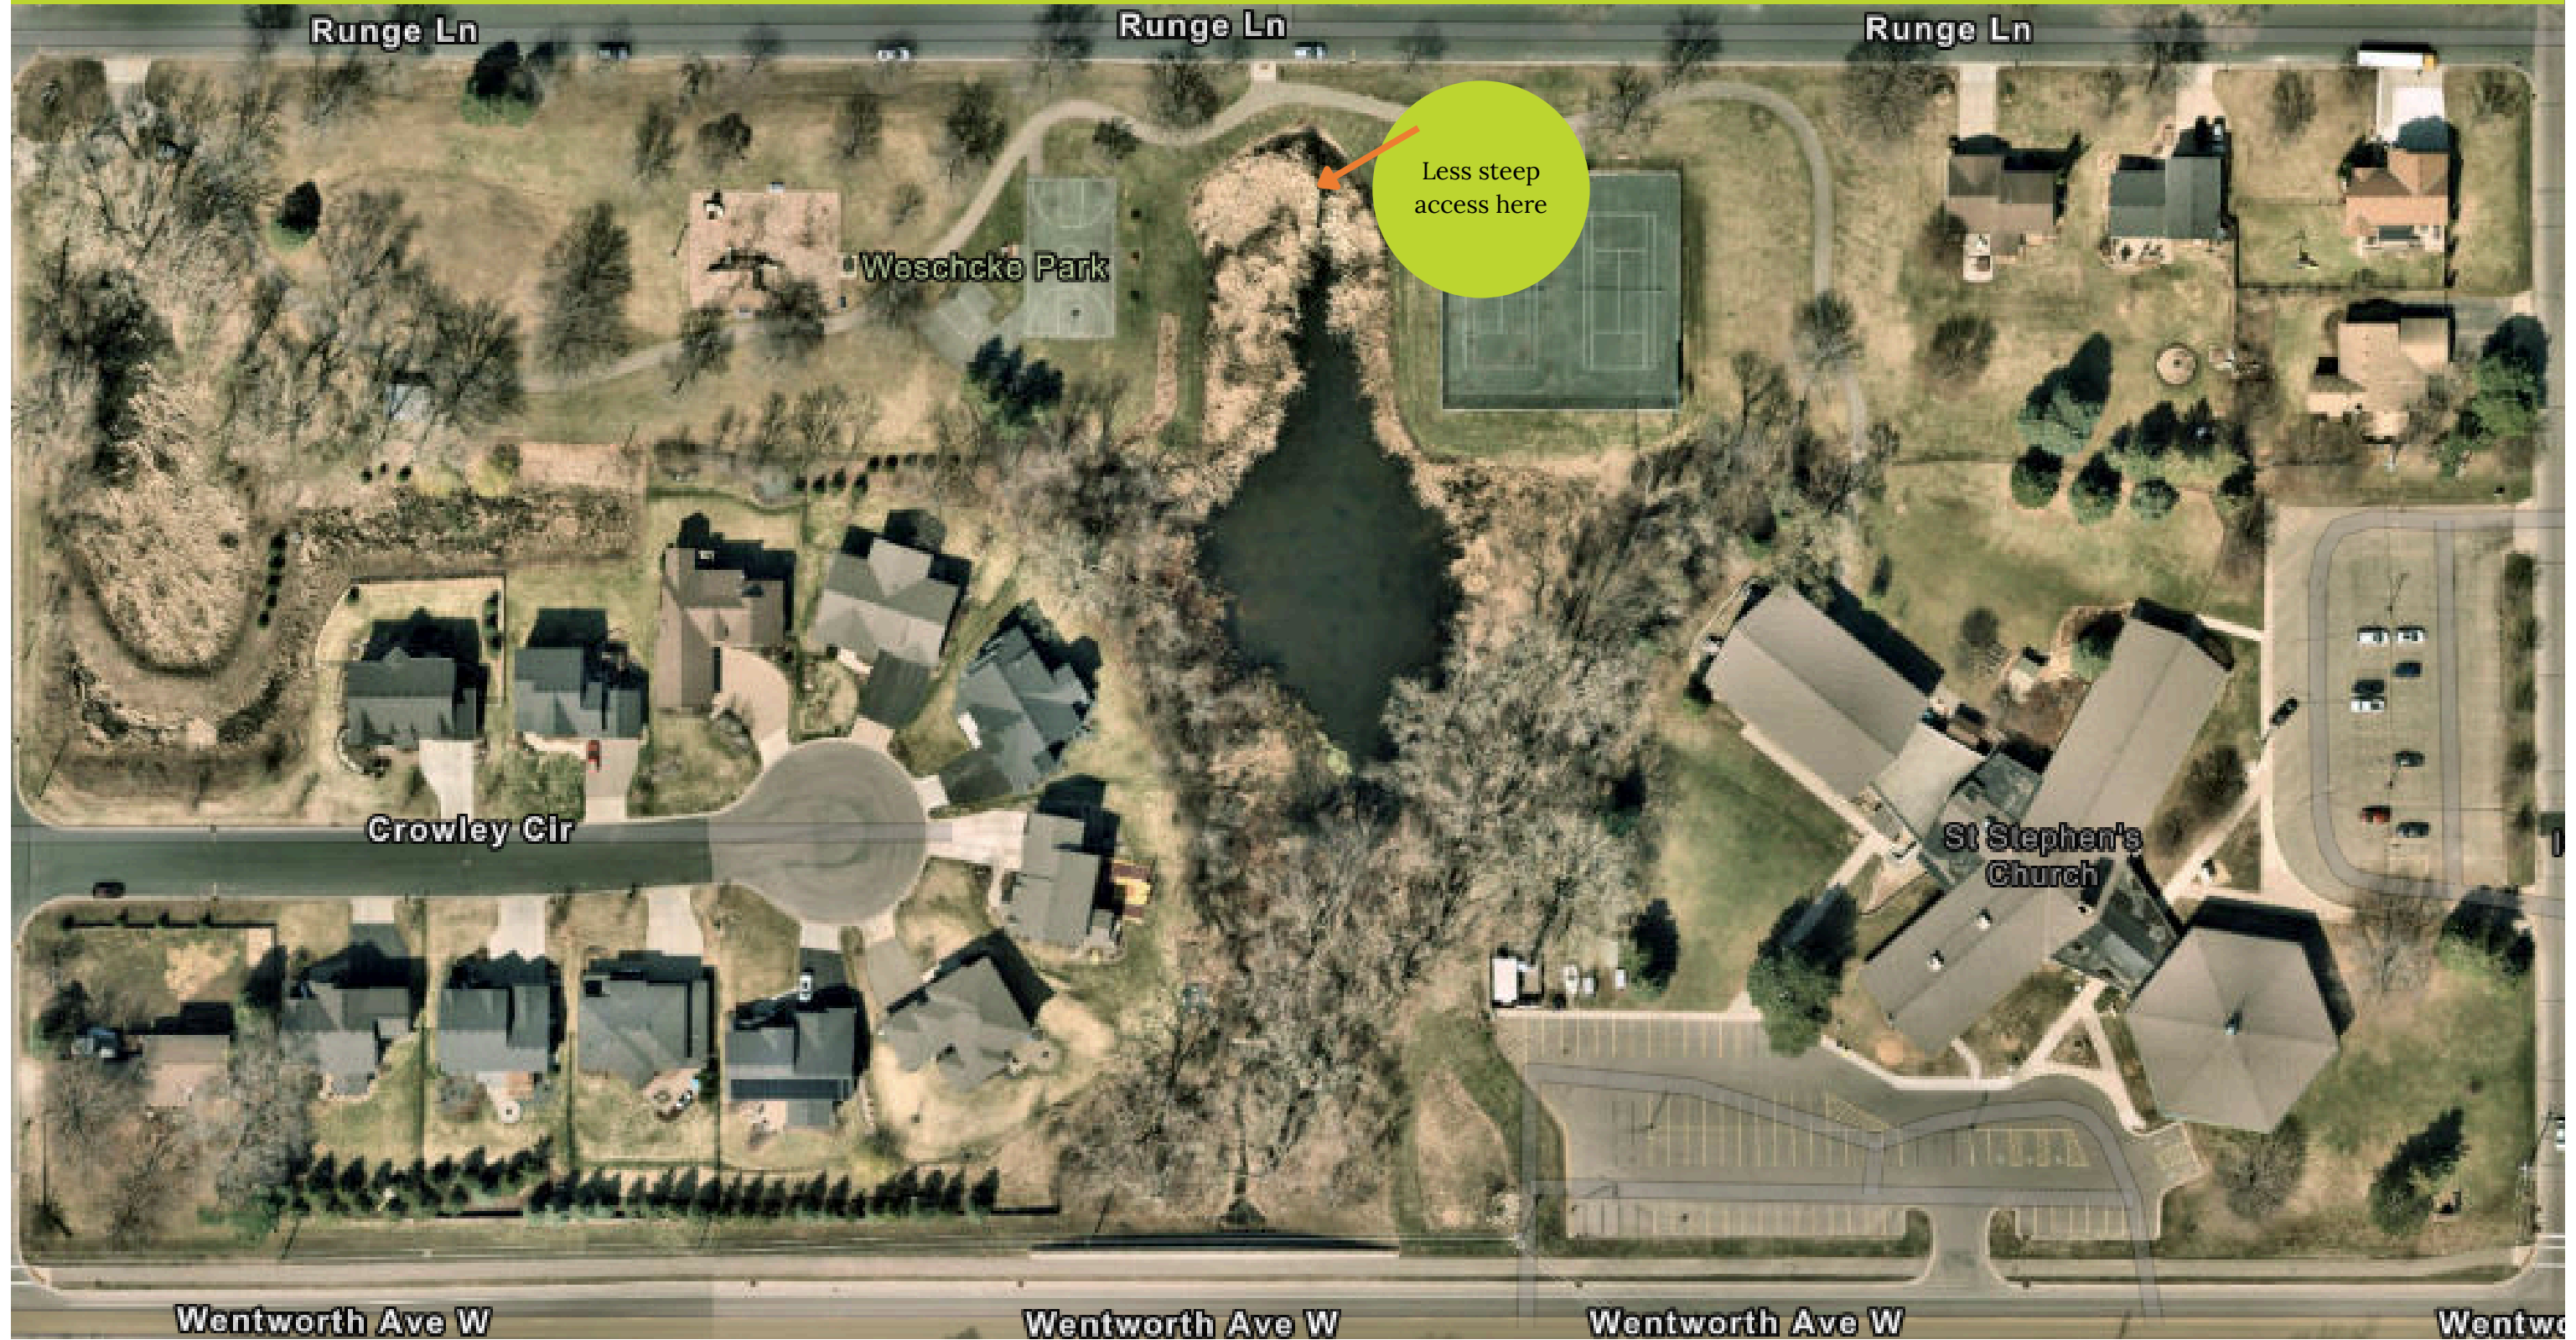 Runge Ln
Runge Ln
Runge Ln
Less steep
access here
Weschcke Park
Crowley Cir
St Stephen's
Church
Wentworth Ave W
Wentworth Ave W
Wentworth Ave W
Wentwo